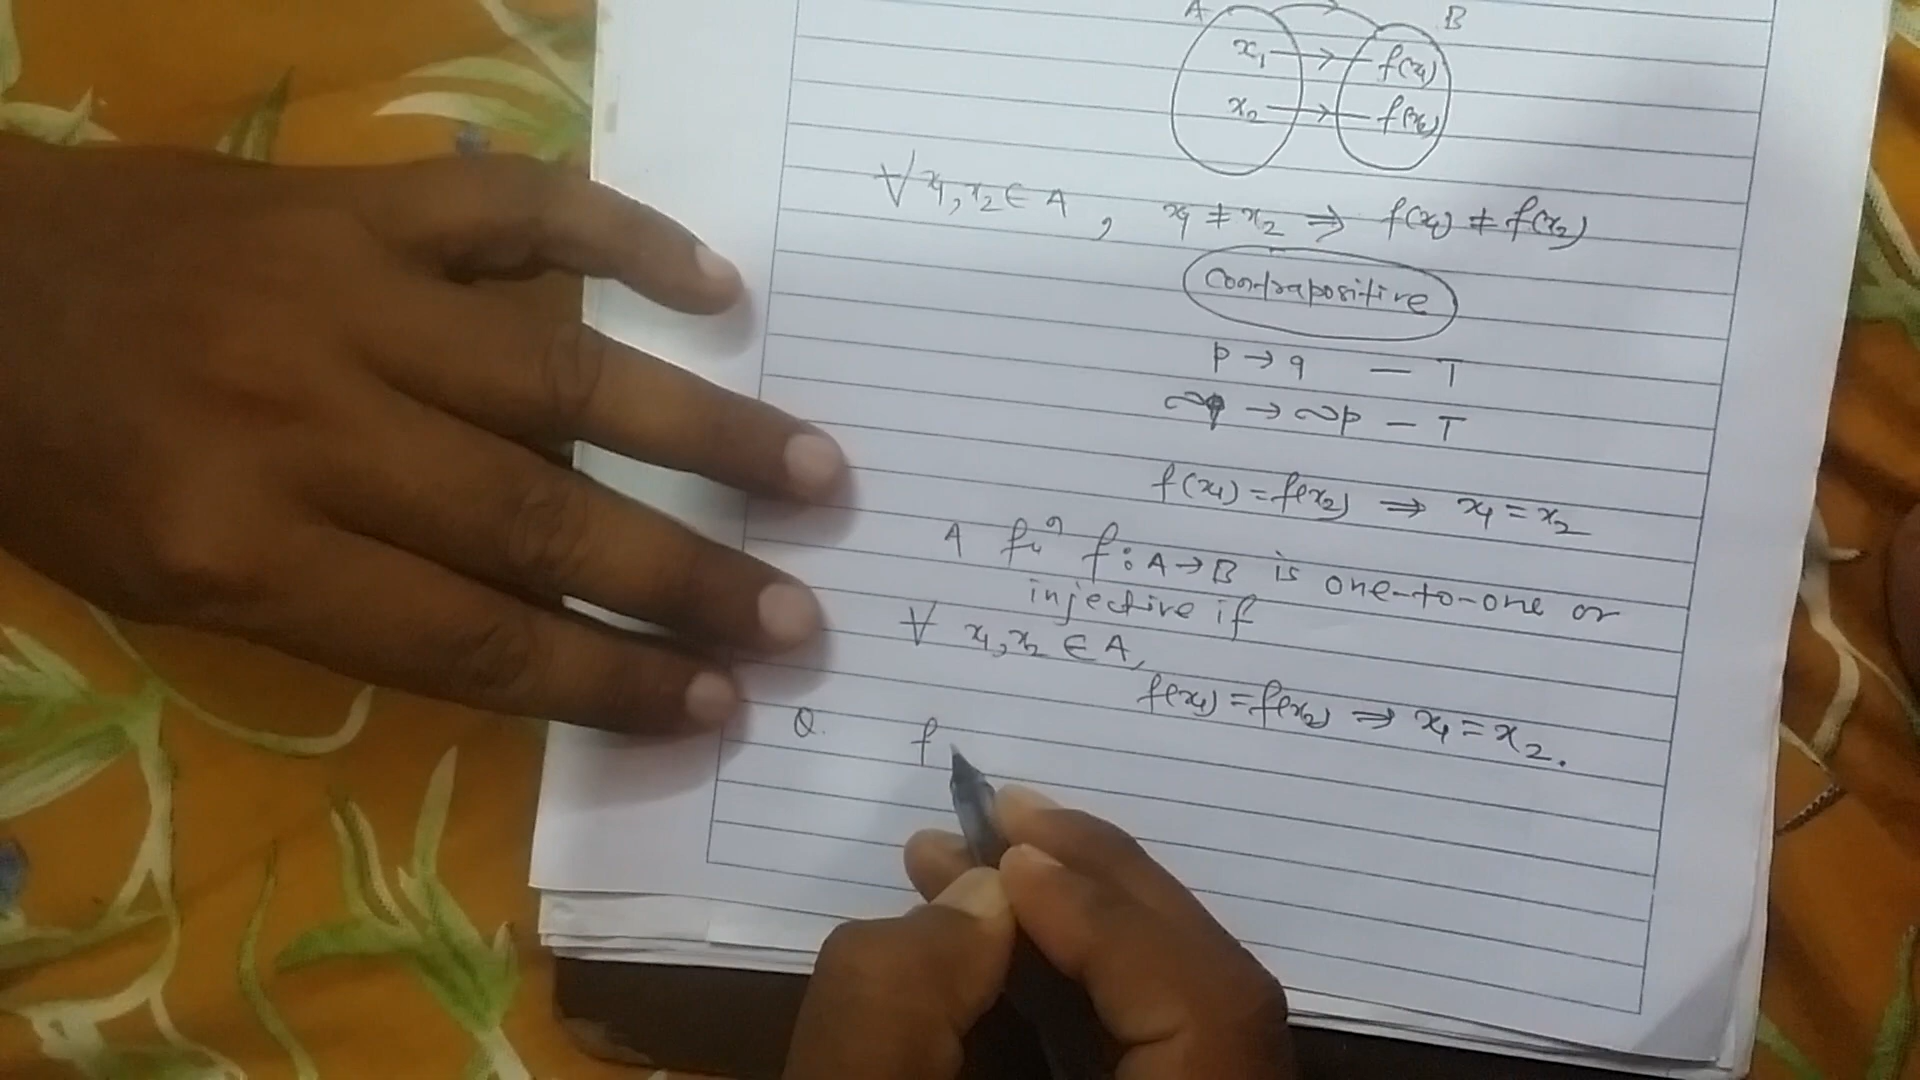 A B
x₁ → f(x₁)
x₂ → f(x₂)
∀ x₁, x₂ ∈ A , x₁ ≠ x₂ ⇒ f(x₁) ≠ f(x₂)
Contrapositive
p → q — T
~q → ~p — T
f(x₁) = f(x₂) ⇒ x₁ = x₂
A fuⁿ f : A → B is one-to-one or
injective if
∀ x₁, x₂ ∈ A,
f(x₁) = f(x₂) ⇒ x₁ = x₂.
Q. f